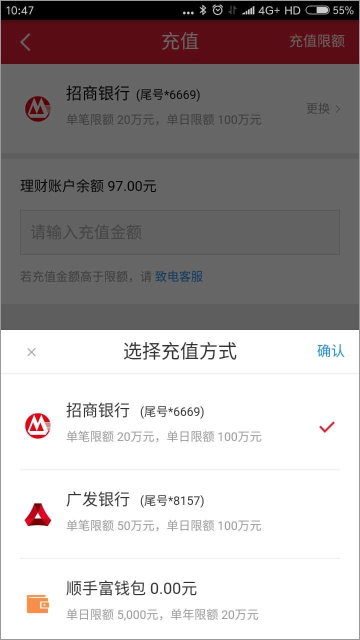 10:47 4G+ HD 55%
充值 充值限额
招商银行 (尾号*6669)
单笔限额 20万元，单日限额 100万元
更换
理财账户余额 97.00元
请输入充值金额
若充值金额高于限额，请 致电客服
× 选择充值方式 确认
招商银行 (尾号*6669)
单笔限额 20万元，单日限额 100万元
广发银行 (尾号*8157)
单笔限额 50万元，单日限额 100万元
顺手富钱包 0.00元
单日限额 5,000元，单年限额 20万元